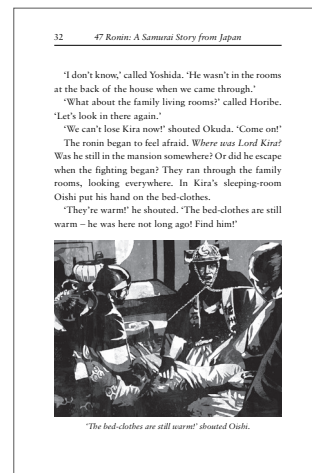 32 47 Ronin: A Samurai Story from Japan
‘I don’t know,’ called Yoshida. ‘He wasn’t in the rooms
at the back of the house when we came through.’
‘What about the family living rooms?’ called Horibe.
‘Let’s look in there again.’
‘We can’t lose Kira now!’ shouted Okuda. ‘Come on!’
The ronin began to feel afraid. Where was Lord Kira?
Was he still in the mansion somewhere? Or did he escape
when the fighting began? They ran through the family
rooms, looking everywhere. In Kira’s sleeping-room
Oishi put his hand on the bed-clothes.
‘They’re warm!’ he shouted. ‘The bed-clothes are still
warm – he was here not long ago! Find him!’
‘The bed-clothes are still warm!’ shouted Oishi.